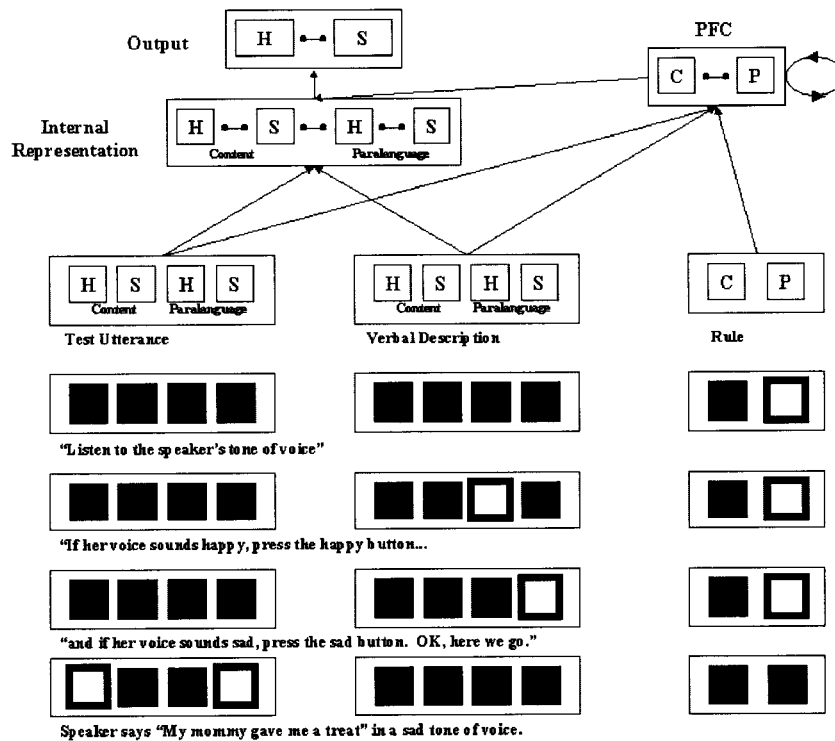 PFC
Output
H S
C P
Internal
Representation
H S H S
Content Paralanguage
H S H S
Content Paralanguage
H S H S
Content Paralanguage
C P
Test Utterance
Verbal Description
Rule
“Listen to the speaker's tone of voice”
“If her voice sounds happy, press the happy button...
“and if her voice sounds sad, press the sad button. OK, here we go.”
Speaker says “My mommy gave me a treat” in a sad tone of voice.